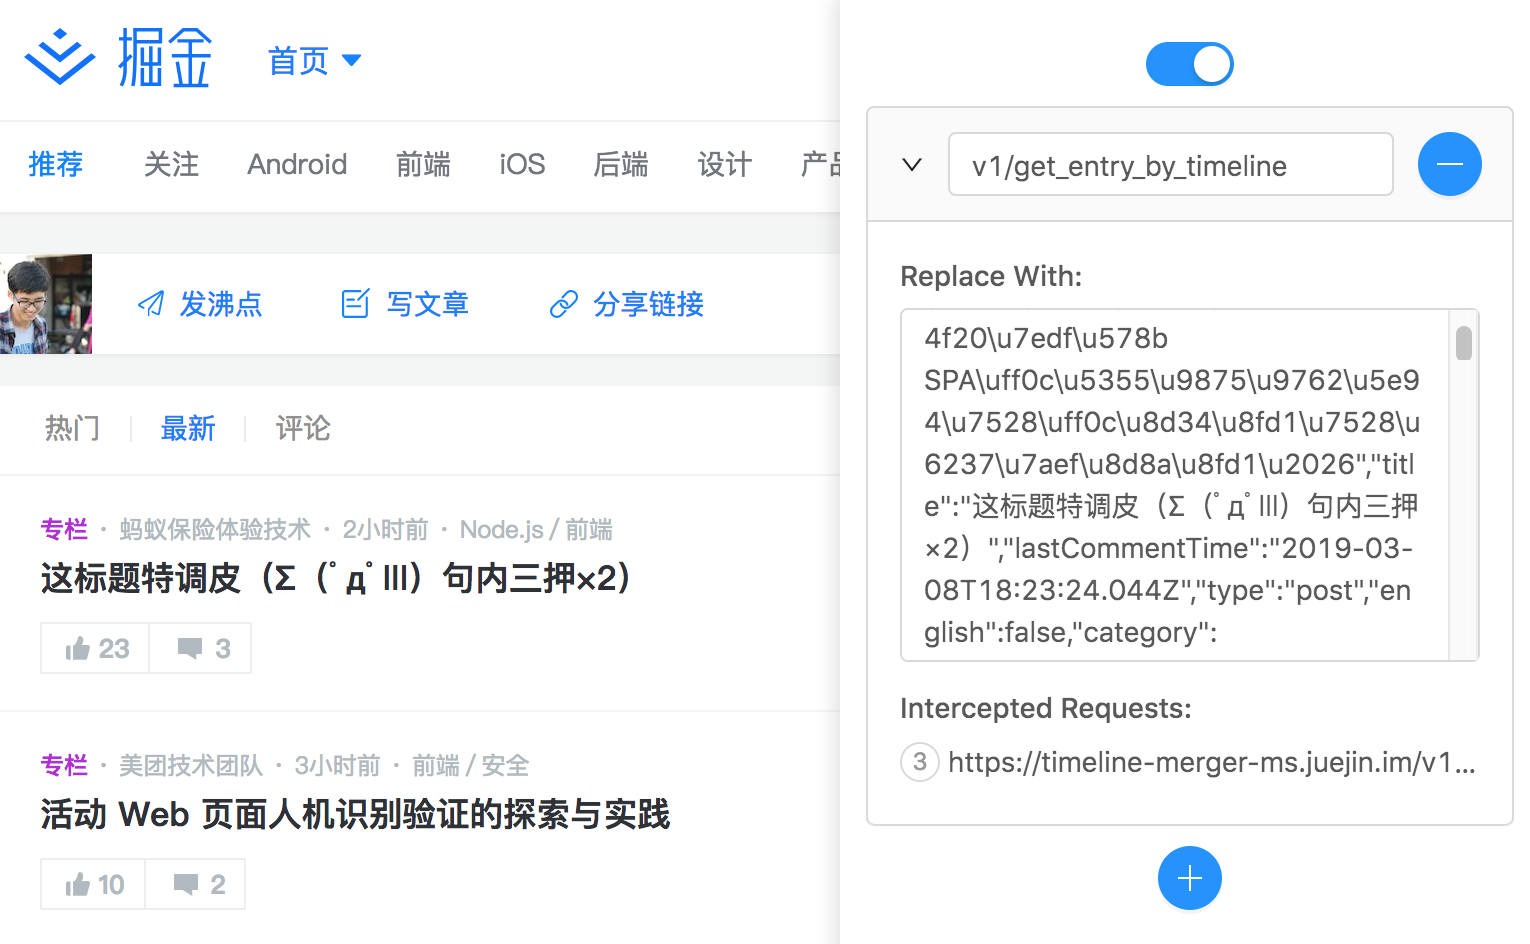 掘金
首页
推荐 关注 Android 前端 iOS 后端 设计 产品
发沸点 写文章 分享链接
热门 最新 评论
专栏 · 蚂蚁保险体验技术 · 2小时前 · Node.js / 前端
这标题特调皮（Σ（ﾟдﾟlll）句内三押×2）
23 3
专栏 · 美团技术团队 · 3小时前 · 前端 / 安全
活动 Web 页面人机识别验证的探索与实践
10 2
v1/get_entry_by_timeline
Replace With:
4f20\u7edf\u578b
SPA\uff0c\u5355\u9875\u9762\u5e9
4\u7528\uff0c\u8d34\u8fd1\u7528\u
6237\u7aef\u8d8a\u8fd1\u2026","titl
e":"这标题特调皮（Σ（ﾟдﾟlll）句内三押
×2）","lastCommentTime":"2019-03-
08T18:23:24.044Z","type":"post","en
glish":false,"category":
Intercepted Requests:
3 https://timeline-merger-ms.juejin.im/v1...